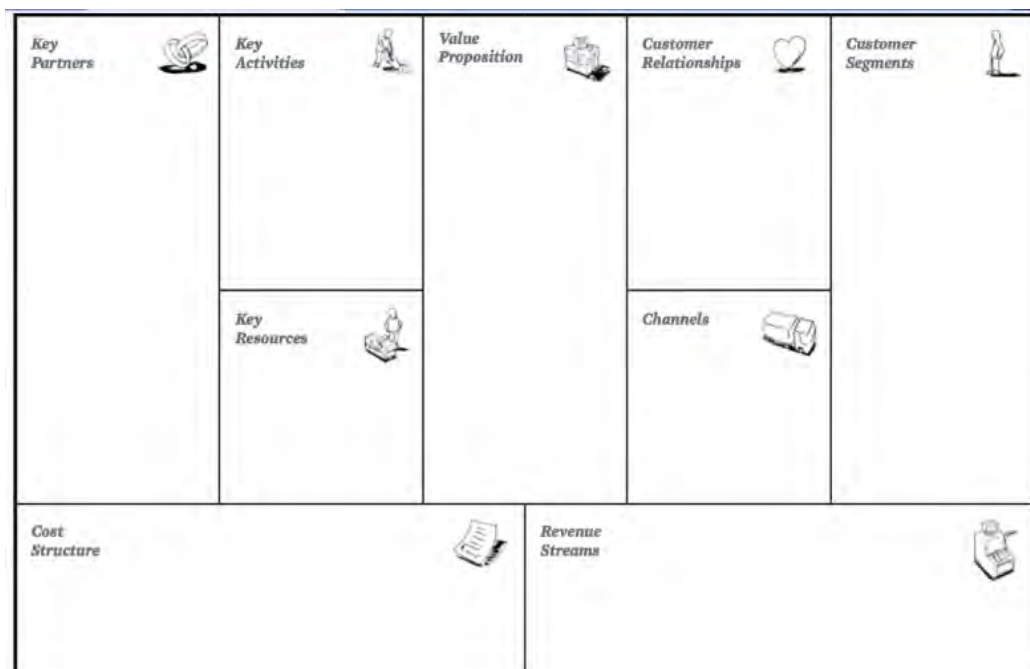 Key
Partners
Key
Activities
Value
Proposition
Customer
Relationships
Customer
Segments
Key
Resources
Channels
Cost
Structure
Revenue
Streams